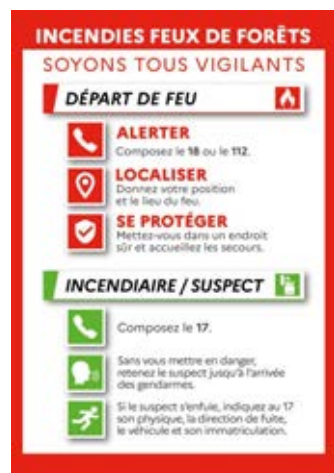 INCENDIES FEUX DE FORÊTS
SOYONS TOUS VIGILANTS
DÉPART DE FEU
ALERTER
Composez le 18 ou le 112.
LOCALISER
Donnez votre position
et le lieu du feu.
SE PROTÉGER
Mettez-vous dans un endroit
sûr et accueillez les secours.
INCENDIAIRE / SUSPECT
Composez le 17.
Sans vous mettre en danger,
retenez le suspect jusqu'à l'arrivée
des gendarmes.
Si le suspect s'enfuie, indiquez au 17
son physique, la direction de fuite,
le véhicule et son immatriculation.